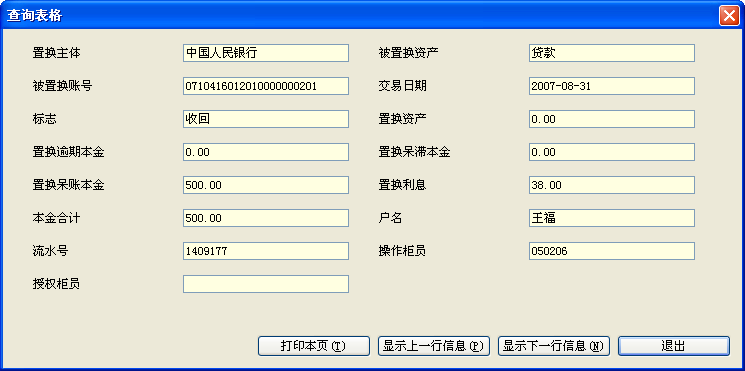 查询表格
置换主体 中国人民银行 被置换资产 贷款
被置换账号 0710416012010000000201 交易日期 2007-08-31
标志 收回 置换资产 0.00
置换逾期本金 0.00 置换呆滞本金 0.00
置换呆账本金 500.00 置换利息 38.00
本金合计 500.00 户名 王福
流水号 1409177 操作柜员 050206
授权柜员
打印本页(T) 显示上一行信息(P) 显示下一行信息(N) 退出